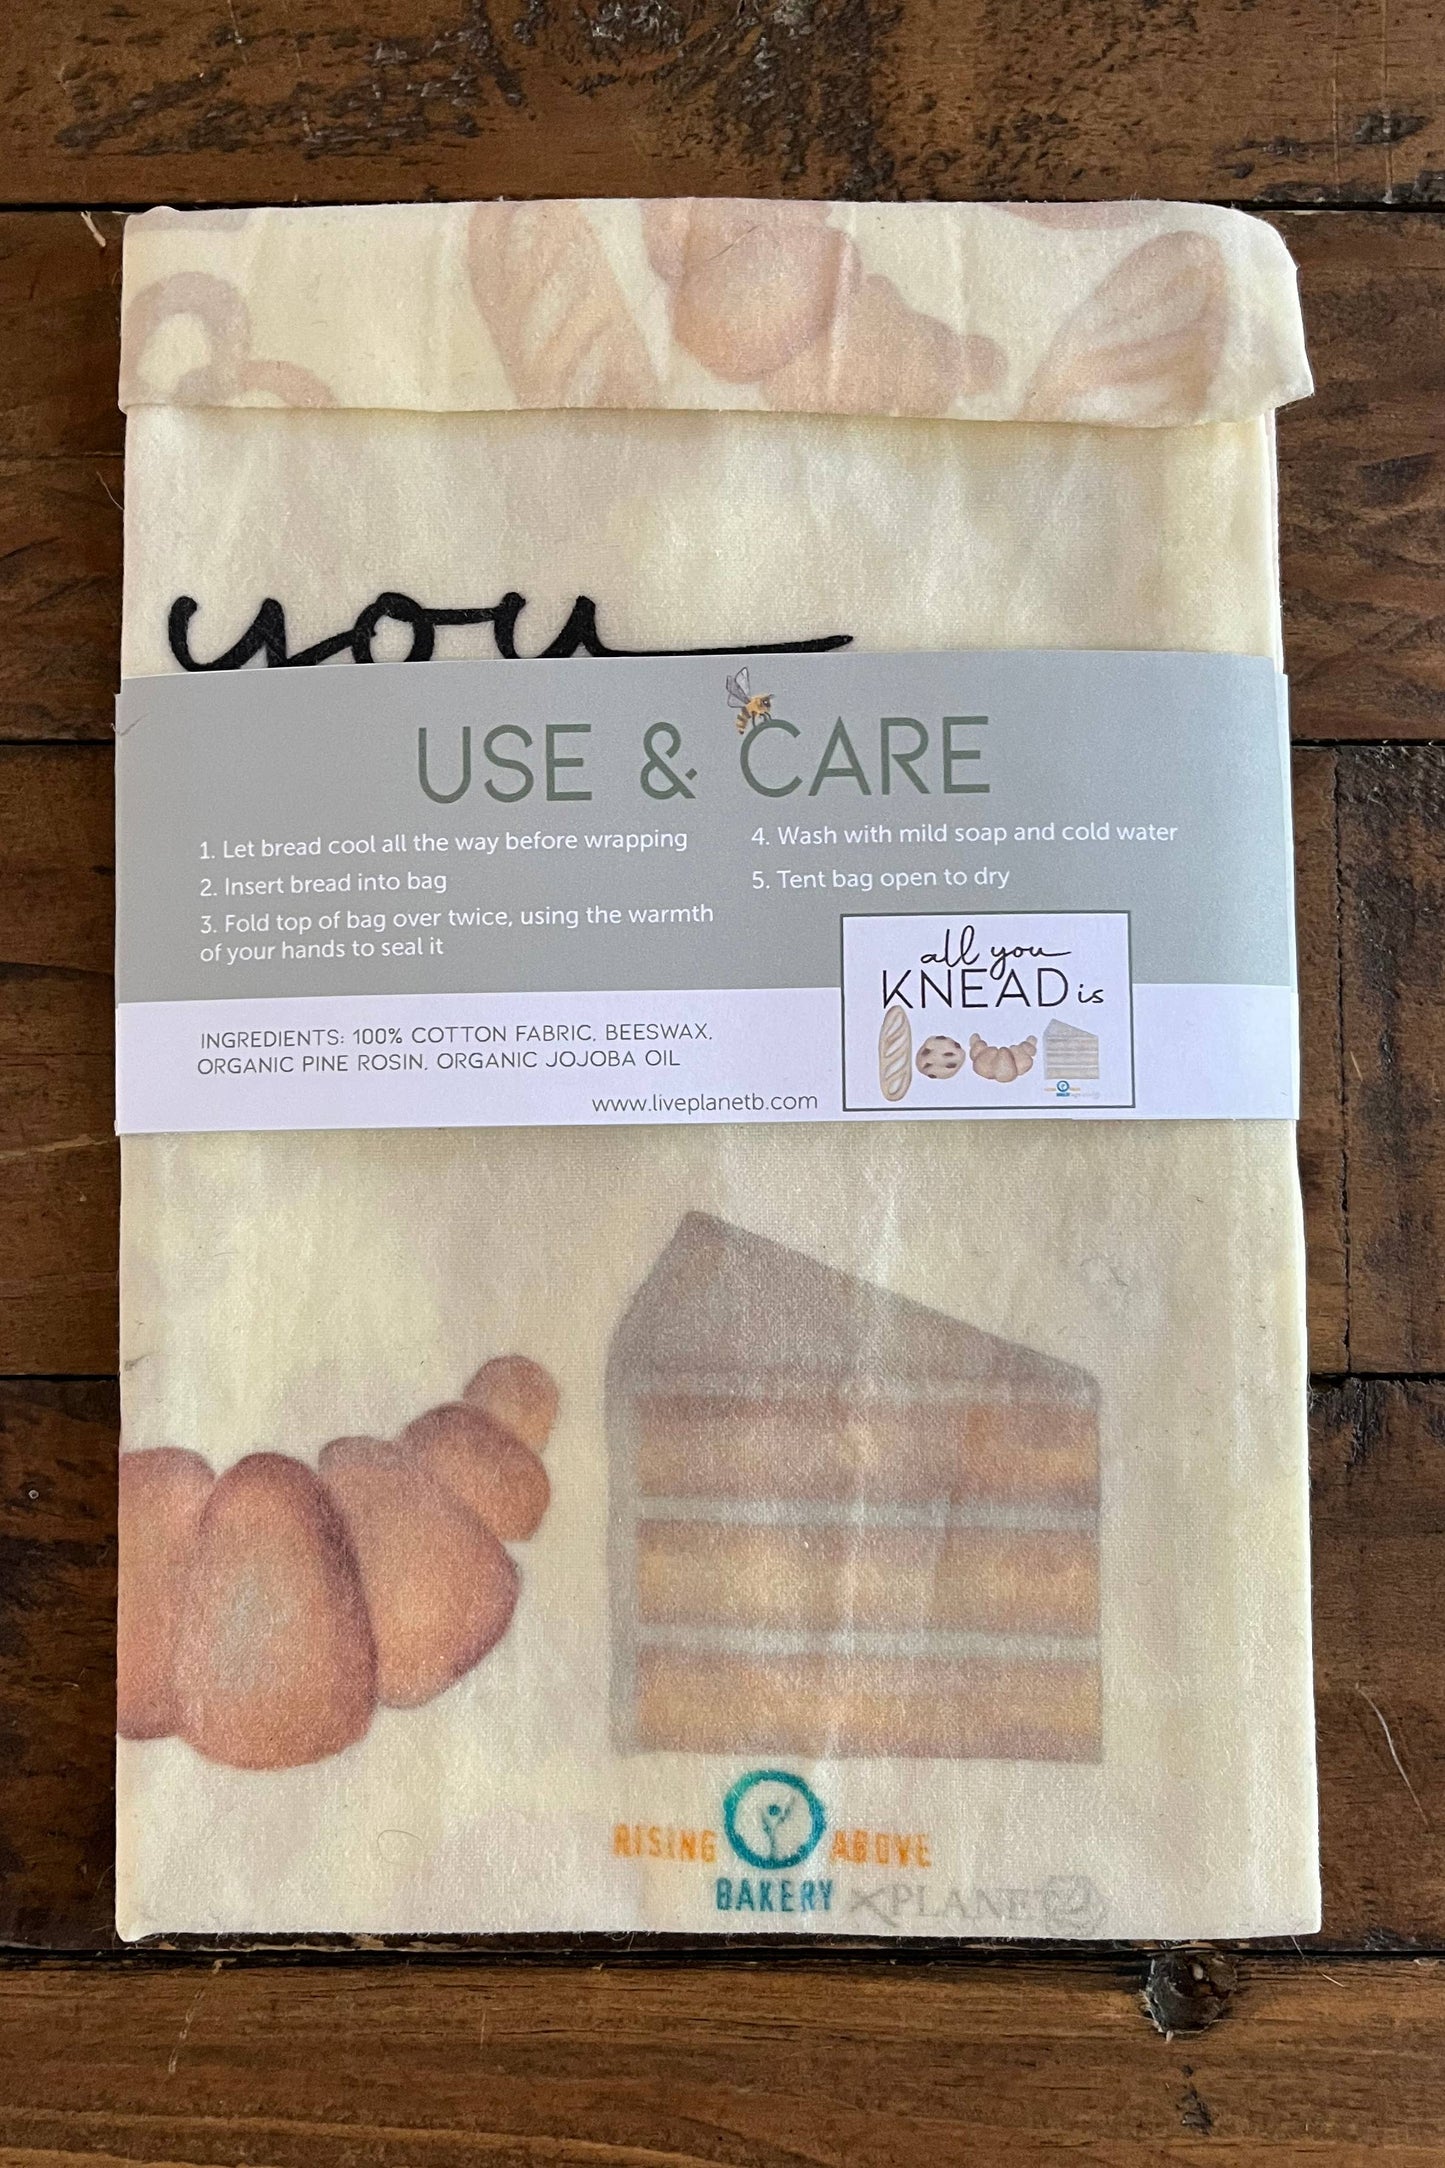 you
USE & CARE
1. Let bread cool all the way before wrapping
2. Insert bread into bag
3. Fold top of bag over twice, using the warmth
of your hands to seal it
4. Wash with mild soap and cold water
5. Tent bag open to dry
INGREDIENTS: 100% COTTON FABRIC, BEESWAX,
ORGANIC PINE ROSIN, ORGANIC JOJOBA OIL
www.liveplanetb.com
all you
KNEAD is
RISING ABOVE
BAKERY x PLANET